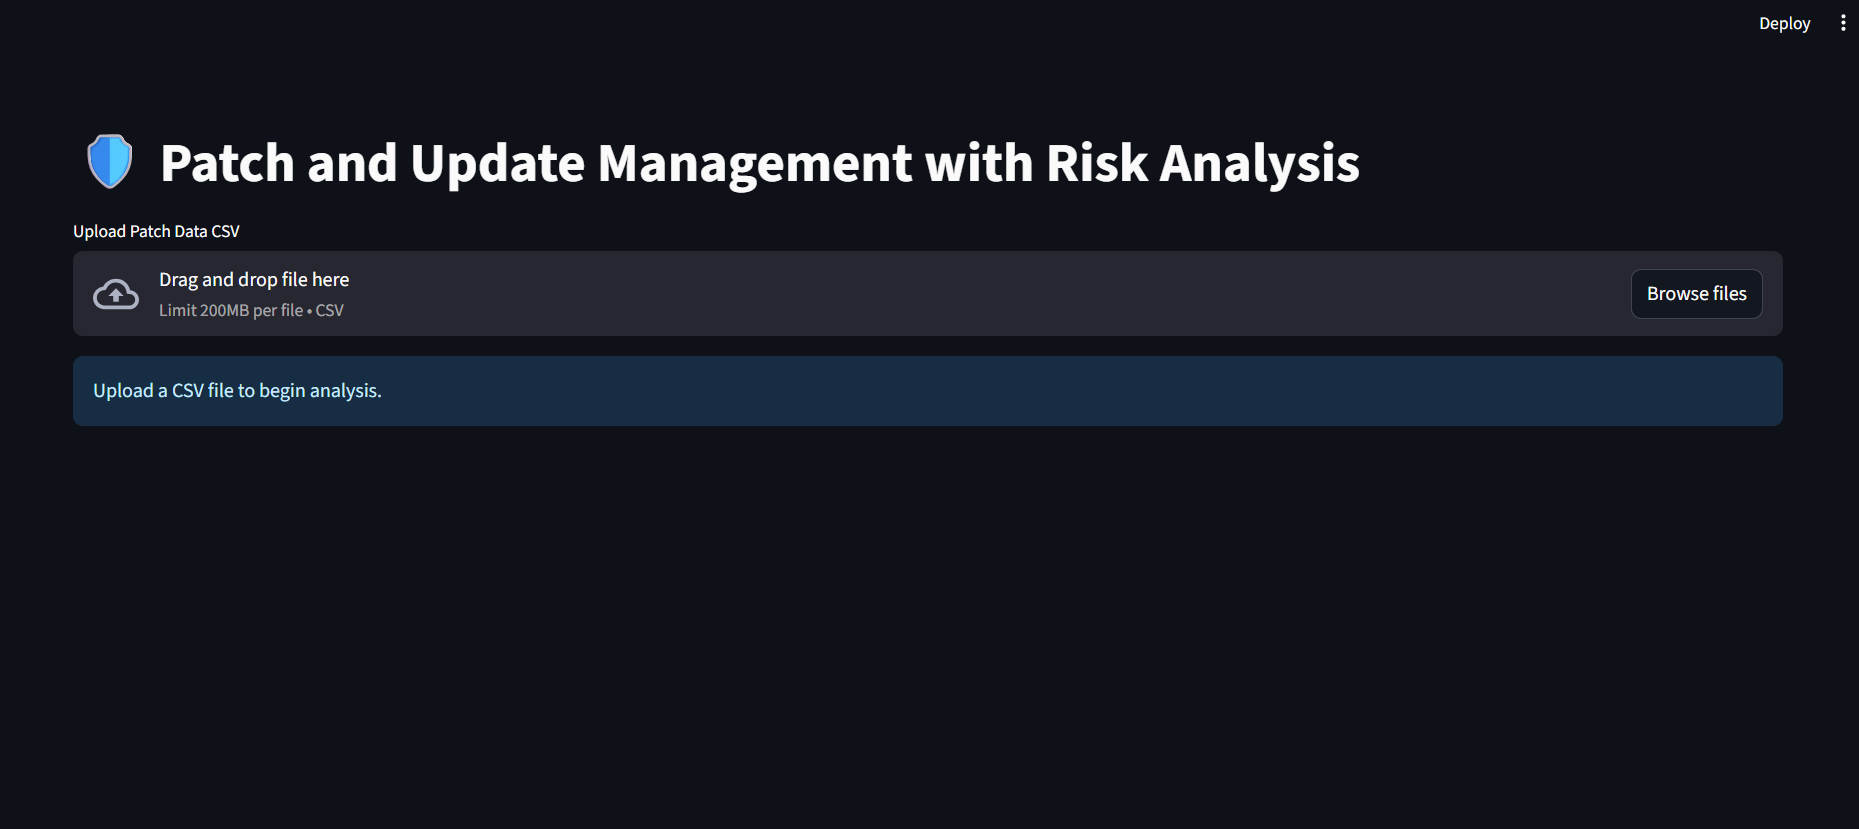 Deploy
Patch and Update Management with Risk Analysis
Upload Patch Data CSV
Drag and drop file here
Limit 200MB per file • CSV
Browse files
Upload a CSV file to begin analysis.